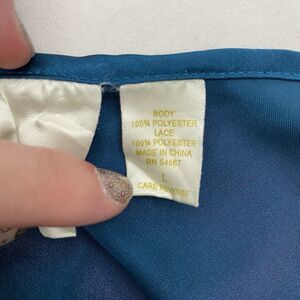 BODY
100% POLYESTER
LACE
100% POLYESTER
MADE IN CHINA
RN 54867
L
CARE REVERSE